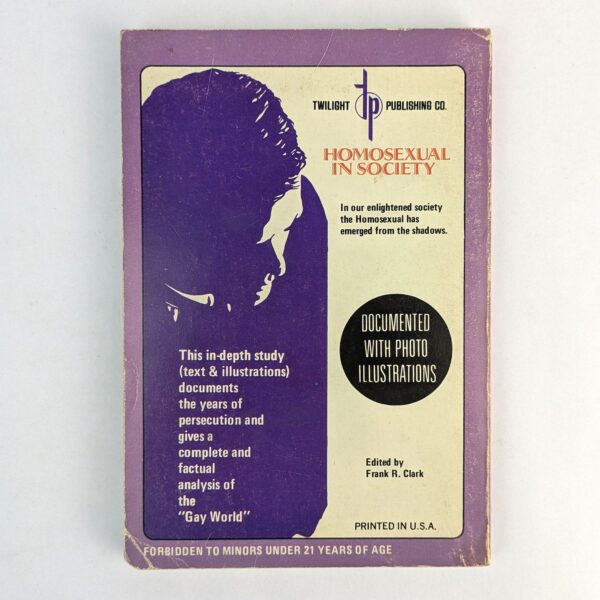 TWILIGHT tp PUBLISHING CO.
HOMOSEXUAL
IN SOCIETY
In our enlightened society
the Homosexual has
emerged from the shadows.
DOCUMENTED
WITH PHOTO
ILLUSTRATIONS
This in-depth study
(text & illustrations)
documents
the years of
persecution and
gives a
complete and
factual
analysis of
the
"Gay World"
Edited by
Frank R. Clark
PRINTED IN U.S.A.
FORBIDDEN TO MINORS UNDER 21 YEARS OF AGE